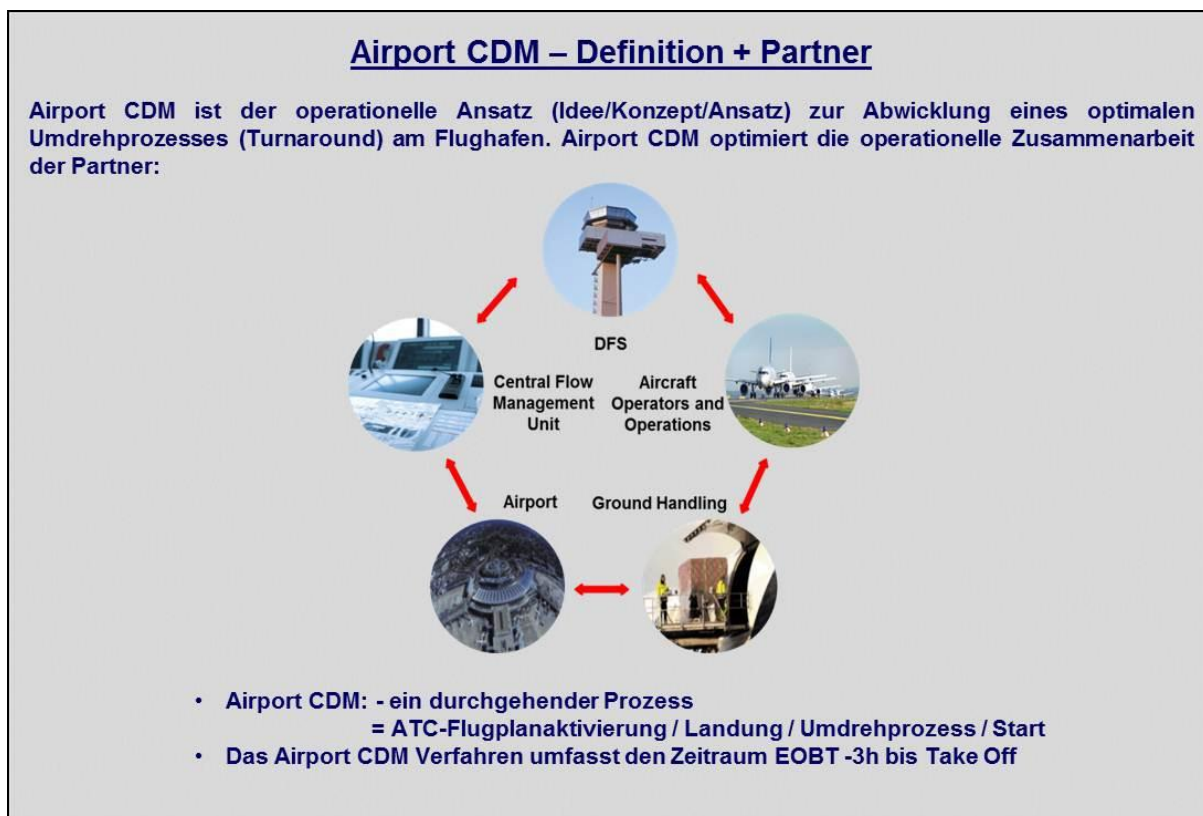 Airport CDM – Definition + Partner
Airport CDM ist der operationelle Ansatz (Idee/Konzept/Ansatz) zur Abwicklung eines optimalen
Umdrehprozesses (Turnaround) am Flughafen. Airport CDM optimiert die operationelle Zusammenarbeit
der Partner:
DFS
Central Flow
Management
Unit
Aircraft
Operators and
Operations
Airport
Ground Handling
• Airport CDM: - ein durchgehender Prozess
= ATC-Flugplanaktivierung / Landung / Umdrehprozess / Start
• Das Airport CDM Verfahren umfasst den Zeitraum EOBT -3h bis Take Off